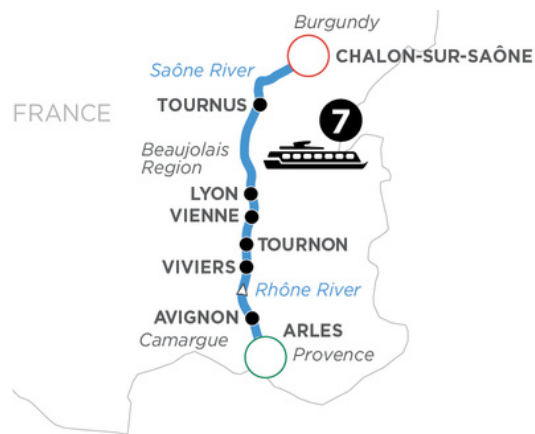 Burgundy
CHALON-SUR-SAÔNE
Saône River
TOURNUS
7
FRANCE
Beaujolais
Region
LYON
VIENNE
TOURNON
VIVIERS
Rhône River
AVIGNON
ARLES
Camargue
Provence